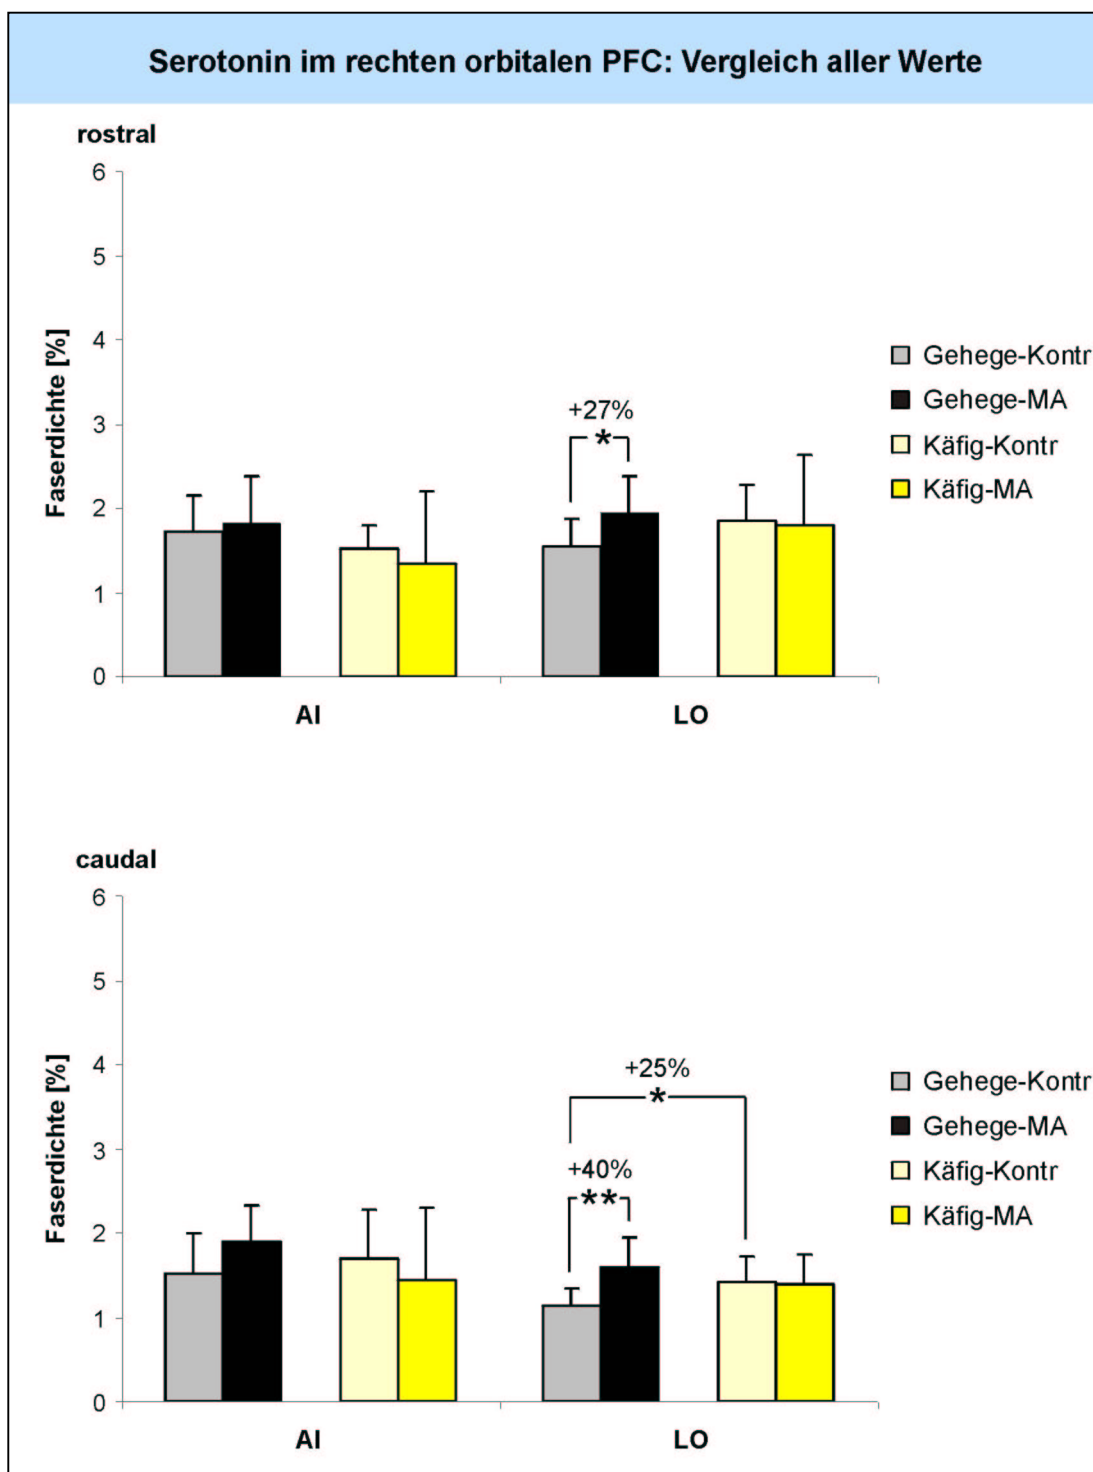 Serotonin im rechten orbitalen PFC: Vergleich aller Werte
rostral
Faserdichte [%]
6
5
4
3
2
1
0
+27%
*
AI
LO
Gehege-Kontr
Gehege-MA
Käfig-Kontr
Käfig-MA
caudal
Faserdichte [%]
6
5
4
3
2
1
0
+25%
*
+40%
**
AI
LO
Gehege-Kontr
Gehege-MA
Käfig-Kontr
Käfig-MA